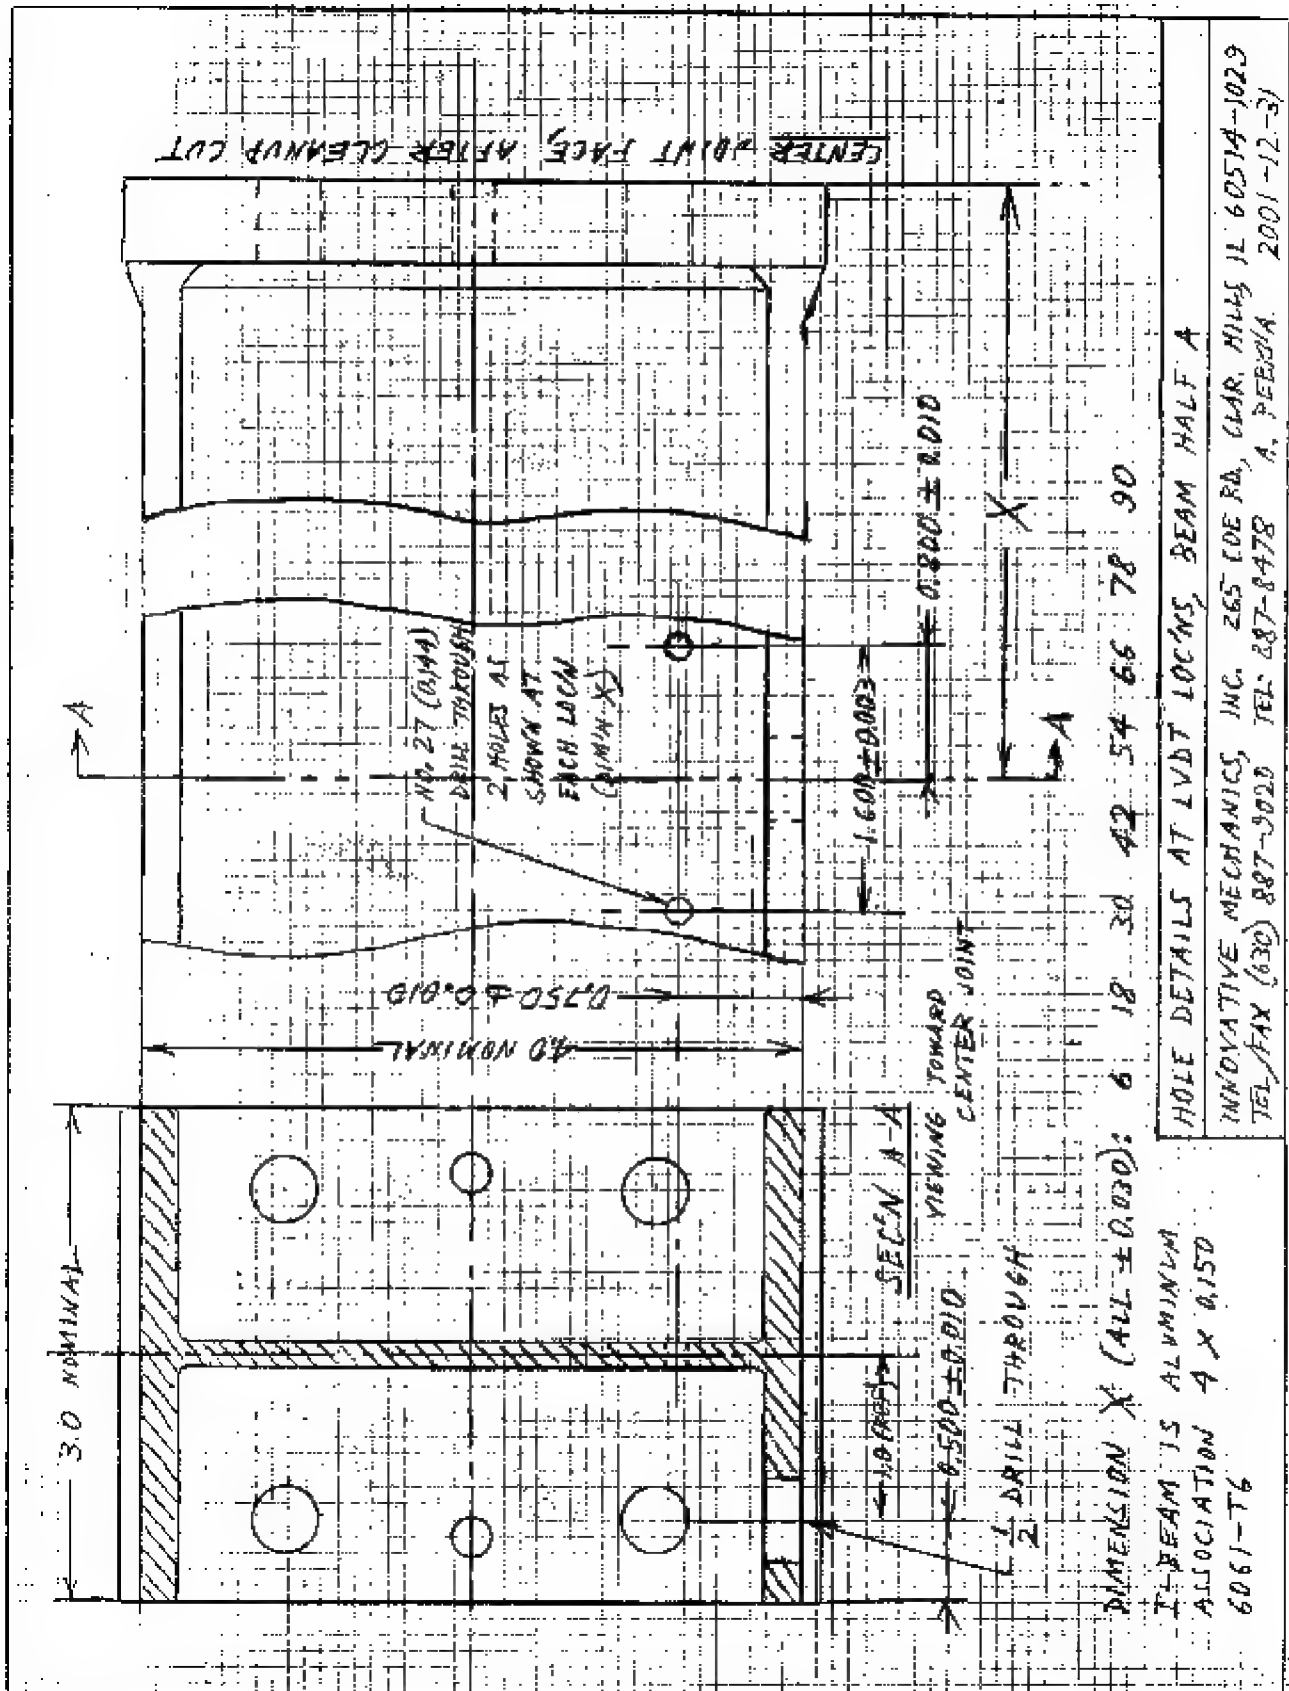 3.0 NOMINAL
4.0 NOMINAL
0.750 ± 0.010
A
NO. 27 (0.144)
DRILL THROUGH
2 HOLES AS
SHOWN AT
EACH LOC'N
(DIM'N X)
CENTER JOINT FACE, AFTER CLEANUP CUT
1.600 ± 0.003
0.800 ± 0.010
X
A
1.0 (REF)
0.500 ± 0.010
1/2 DRILL THROUGH
SEC'N A-A
VIEWING TOWARD
CENTER JOINT
DIMENSION X (ALL ± 0.030): 6 18 30 42 54 66 78 90
I-BEAM IS ALUMINUM
ASSOCIATION 4 X 0.150
6061-T6
HOLE DETAILS AT LVDT LOC'NS, BEAM HALF A
INNOVATIVE MECHANICS, INC. 265 COE RD., CLAR. HILLS IL 60514-1029
TEL/FAX (630) 887-9020 TEL: 887-8478 A. PEEKNA 2001-12-31